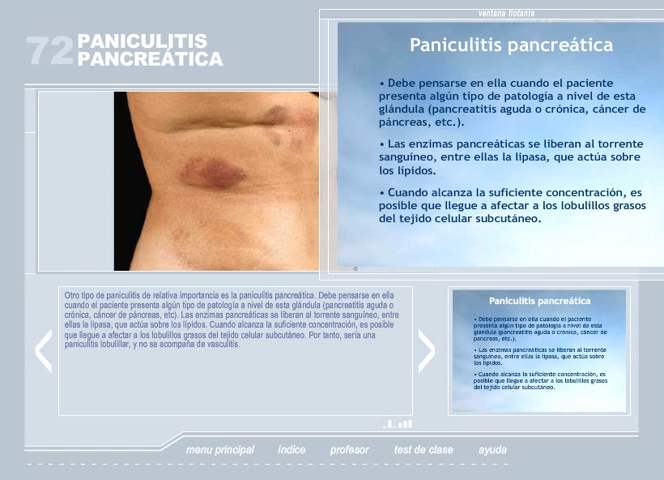 ventana flotante
72 PANICULITIS
PANCREÁTICA
Paniculitis pancreática
• Debe pensarse en ella cuando el paciente
presenta algún tipo de patología a nivel de esta
glándula (pancreatitis aguda o crónica, cáncer de
páncreas, etc.).
• Las enzimas pancreáticas se liberan al torrente
sanguíneo, entre ellas la lipasa, que actúa sobre
los lípidos.
• Cuando alcanza la suficiente concentración, es
posible que llegue a afectar a los lobulillos grasos
del tejido celular subcutáneo.
Otro tipo de paniculitis de relativa importancia es la paniculitis pancreática. Debe pensarse en ella
cuando el paciente presenta algún tipo de patología a nivel de esta glándula (pancreatitis aguda o
crónica, cáncer de páncreas, etc). Las enzimas pancreáticas se liberan al torrente sanguíneo, entre
ellas la lipasa, que actúa sobre los lípidos. Cuando alcanza la suficiente concentración, es posible
que llegue a afectar a los lobulillos grasos del tejido celular subcutáneo. Por tanto, sería una
paniculitis lobulillar, y no se acompaña de vasculitis.
Paniculitis pancreática
• Debe pensarse en ella cuando el paciente
presenta algún tipo de patología a nivel de esta
glándula (pancreatitis aguda o crónica, cáncer de
páncreas, etc.).
• Las enzimas pancreáticas se liberan al torrente
sanguíneo, entre ellas la lipasa, que actúa sobre
los lípidos.
• Cuando alcanza la suficiente concentración, es
posible que llegue a afectar a los lobulillos grasos
del tejido celular subcutáneo.
menu principal índice profesor test de clase ayuda